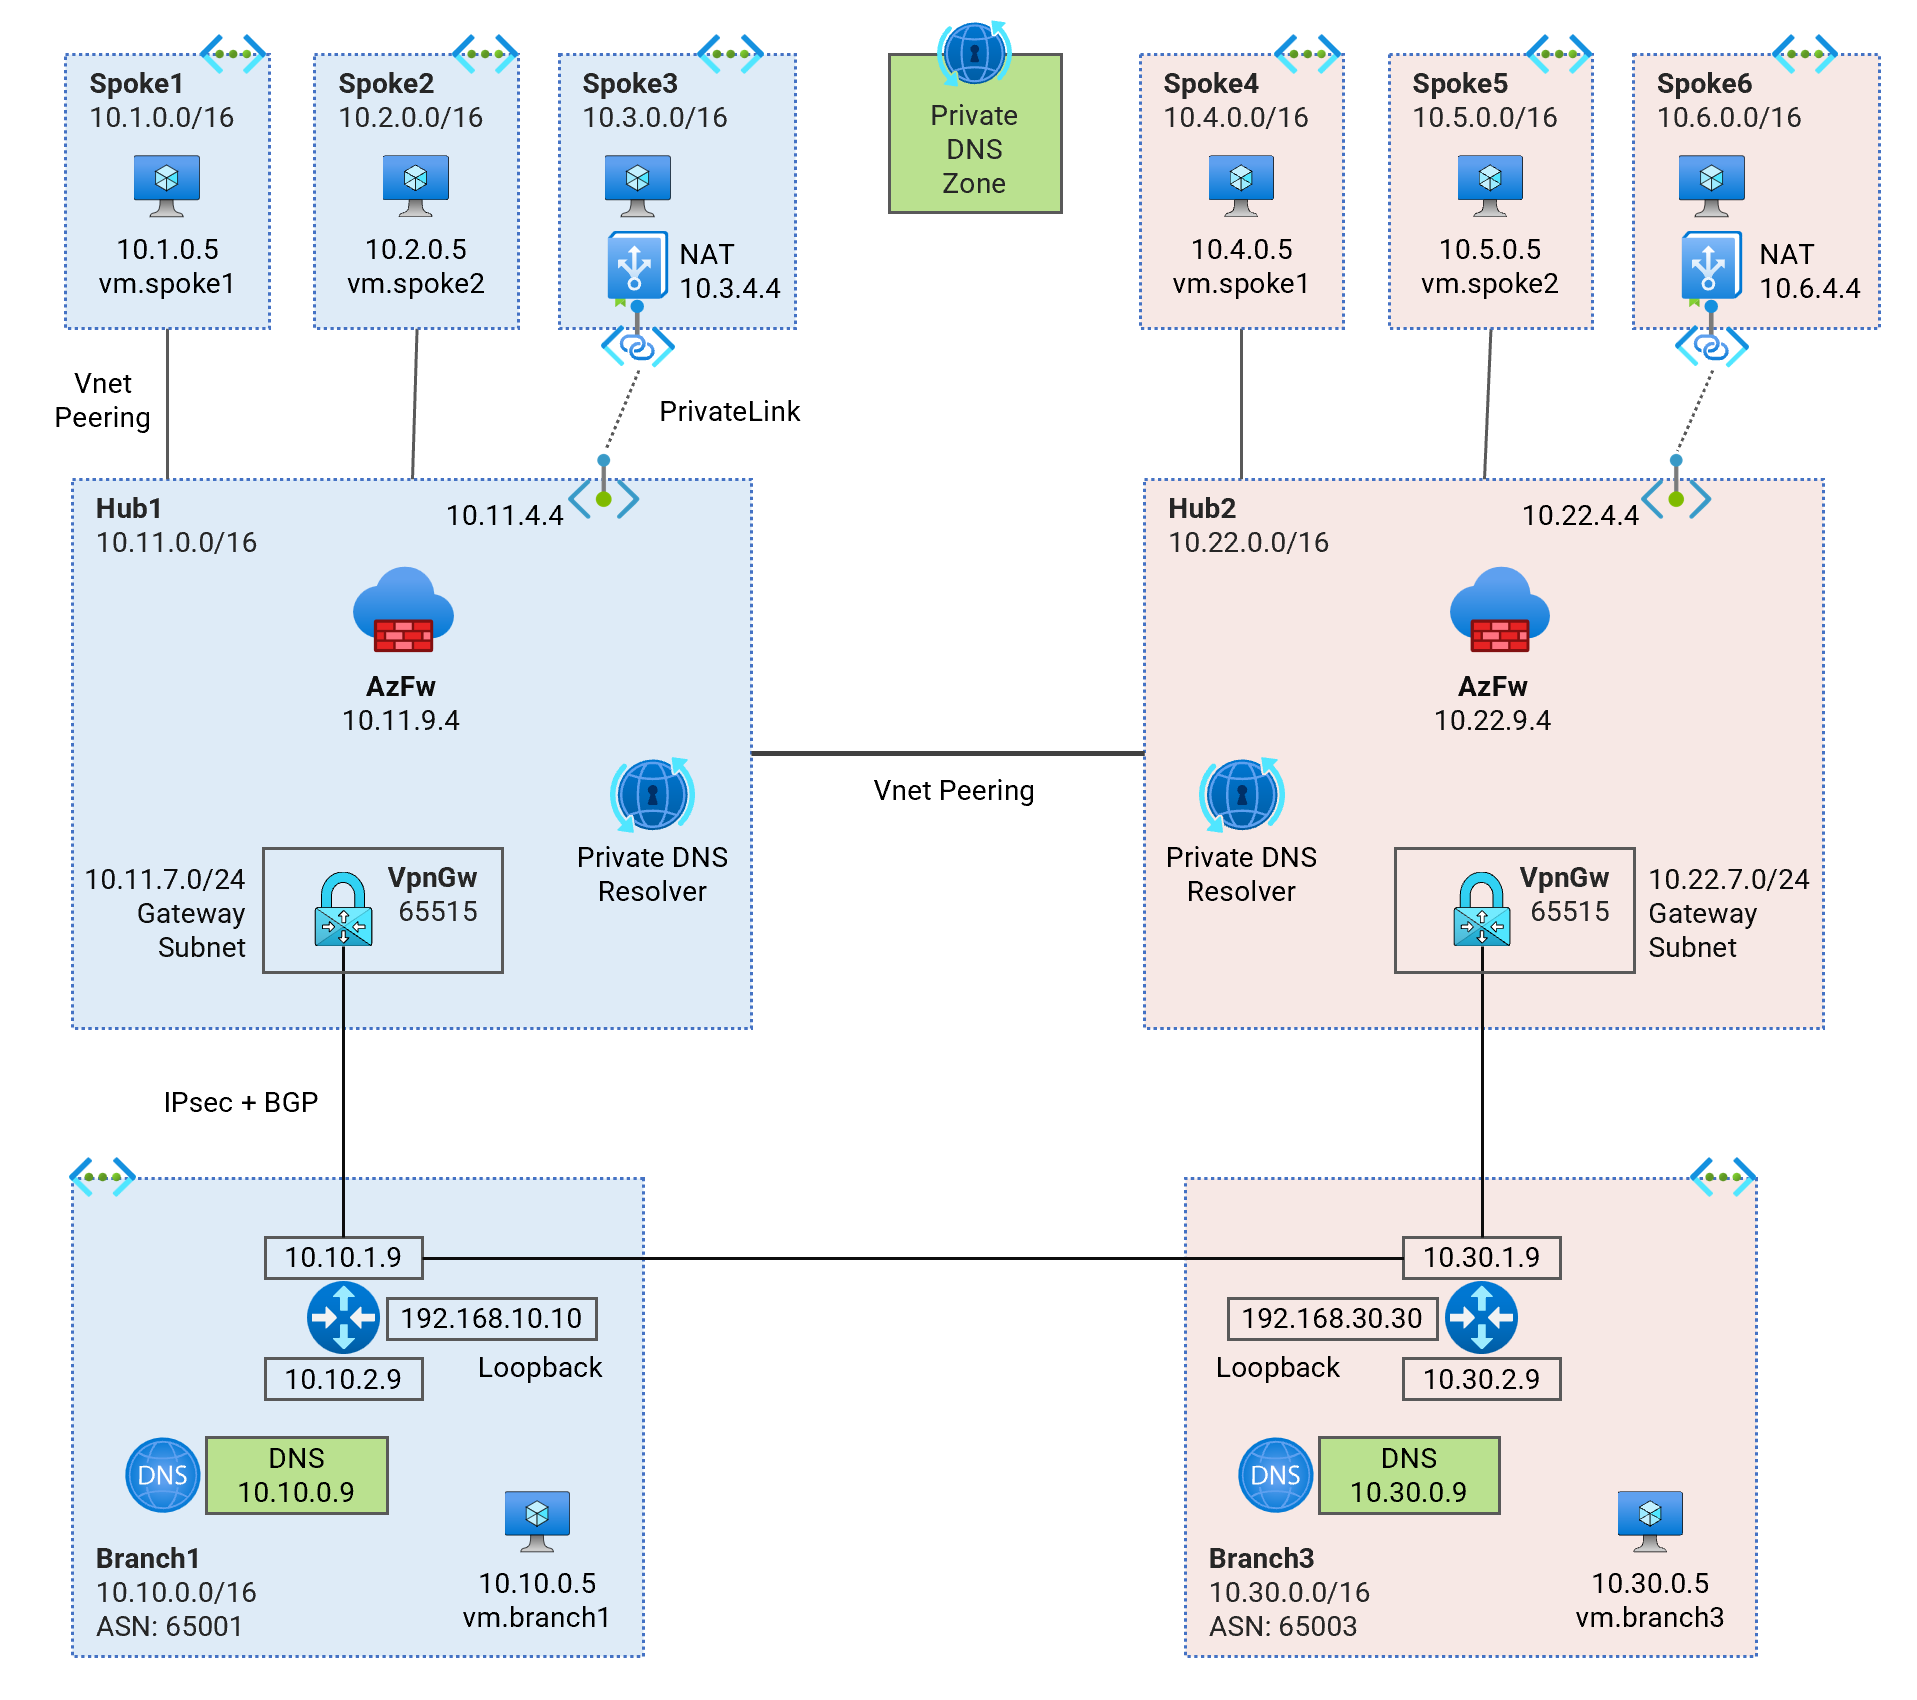 Spoke1
10.1.0.0/16
10.1.0.5
vm.spoke1
Spoke2
10.2.0.0/16
10.2.0.5
vm.spoke2
Spoke3
10.3.0.0/16
NAT
10.3.4.4
Private
DNS
Zone
Spoke4
10.4.0.0/16
10.4.0.5
vm.spoke1
Spoke5
10.5.0.0/16
10.5.0.5
vm.spoke2
Spoke6
10.6.0.0/16
NAT
10.6.4.4
Vnet
Peering
PrivateLink
Hub1
10.11.0.0/16
10.11.4.4
AzFw
10.11.9.4
Private DNS
Resolver
10.11.7.0/24
Gateway
Subnet
VpnGw
65515
Vnet Peering
Hub2
10.22.0.0/16
10.22.4.4
AzFw
10.22.9.4
Private DNS
Resolver
VpnGw
65515
10.22.7.0/24
Gateway
Subnet
IPsec + BGP
10.10.1.9
192.168.10.10
Loopback
10.10.2.9
DNS
DNS
10.10.0.9
Branch1
10.10.0.0/16
ASN: 65001
10.10.0.5
vm.branch1
10.30.1.9
192.168.30.30
Loopback
10.30.2.9
DNS
DNS
10.30.0.9
Branch3
10.30.0.0/16
ASN: 65003
10.30.0.5
vm.branch3